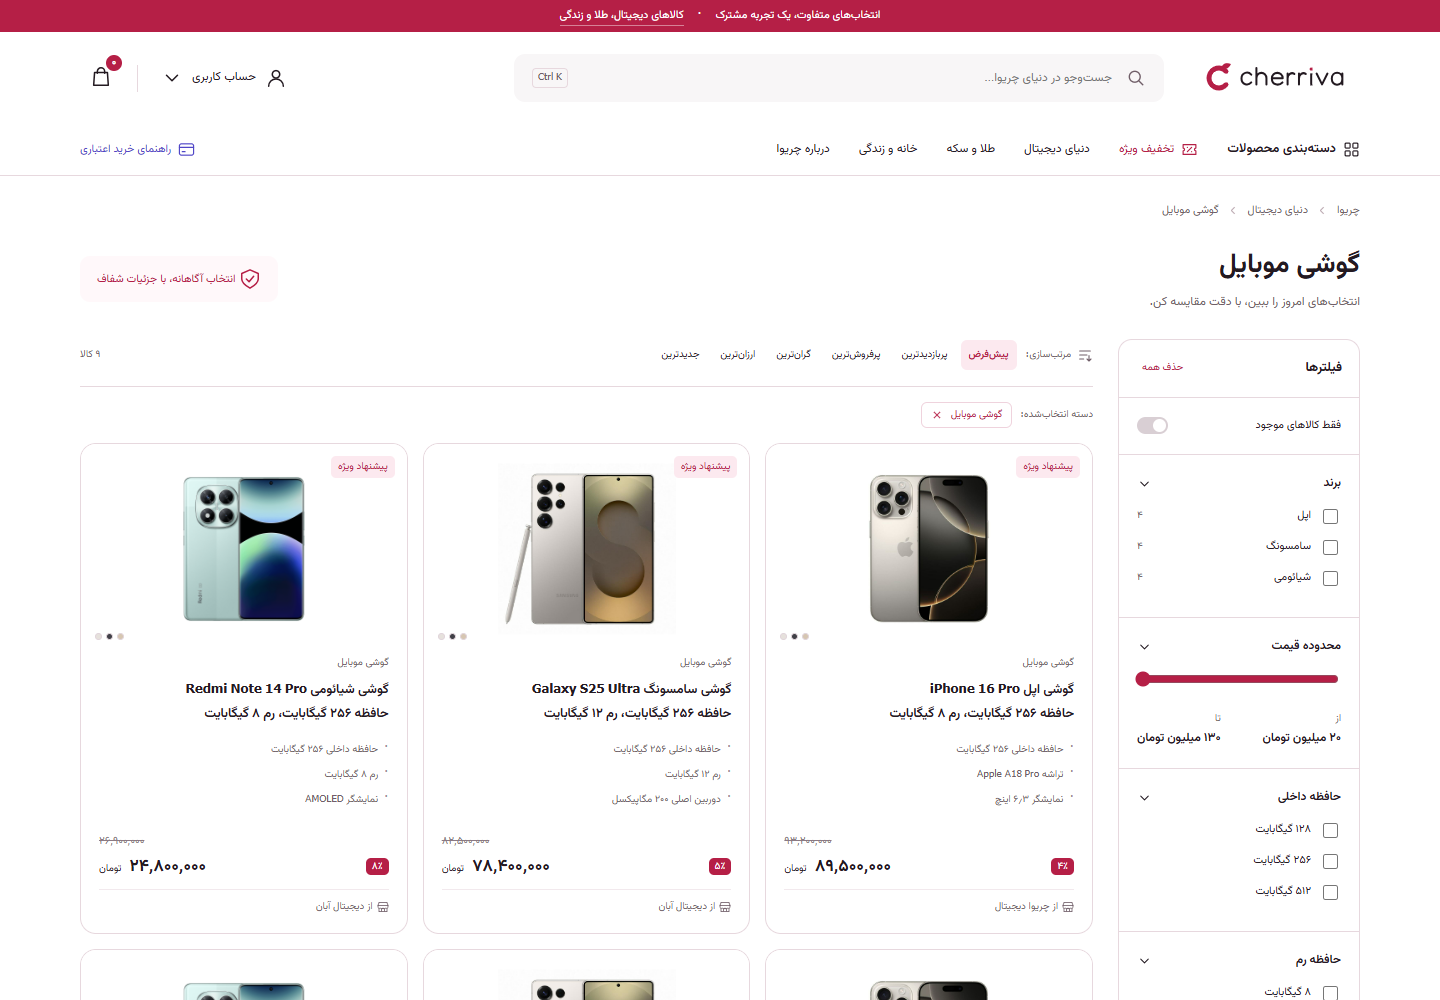 انتخاب‌های متفاوت، یک تجربه مشترک • کالاهای دیجیتال، طلا و زندگی
cherriva
جست‌وجو در دنیای چریوا...
Ctrl K
حساب کاربری
۰
دسته‌بندی محصولات
تخفیف ویژه
دنیای دیجیتال
طلا و سکه
خانه و زندگی
درباره چریوا
راهنمای خرید اعتباری
چریوا
دنیای دیجیتال
گوشی موبایل
گوشی موبایل
انتخاب‌های امروز را ببین، با دقت مقایسه کن.
انتخاب آگاهانه، با جزئیات شفاف
فیلترها
حذف همه
فقط کالاهای موجود
برند
اپل ۴
سامسونگ ۴
شیائومی ۴
محدوده قیمت
از
تا
۲۰ میلیون تومان
۱۳۰ میلیون تومان
حافظه داخلی
۱۲۸ گیگابایت
۲۵۶ گیگابایت
۵۱۲ گیگابایت
حافظه رم
۸ گیگابایت
مرتب‌سازی:
پیش‌فرض
پربازدیدترین
پرفروش‌ترین
گران‌ترین
ارزان‌ترین
جدیدترین
۹ کالا
دسته انتخاب‌شده:
گوشی موبایل
پیشنهاد ویژه
گوشی موبایل
گوشی اپل iPhone 16 Pro
حافظه ۲۵۶ گیگابایت، رم ۸ گیگابایت
• حافظه داخلی ۲۵۶ گیگابایت
• تراشه Apple A18 Pro
• نمایشگر ۶٫۳ اینچ
۹۳,۲۰۰,۰۰۰
۴٪
۸۹,۵۰۰,۰۰۰ تومان
از چریوا دیجیتال
پیشنهاد ویژه
گوشی موبایل
گوشی سامسونگ Galaxy S25 Ultra
حافظه ۲۵۶ گیگابایت، رم ۱۲ گیگابایت
• حافظه داخلی ۲۵۶ گیگابایت
• رم ۱۲ گیگابایت
• دوربین اصلی ۲۰۰ مگاپیکسل
۸۲,۵۰۰,۰۰۰
۵٪
۷۸,۴۰۰,۰۰۰ تومان
از دیجیتال آبان
پیشنهاد ویژه
گوشی موبایل
گوشی شیائومی Redmi Note 14 Pro
حافظه ۲۵۶ گیگابایت، رم ۸ گیگابایت
• حافظه داخلی ۲۵۶ گیگابایت
• رم ۸ گیگابایت
• نمایشگر AMOLED
۲۶,۹۰۰,۰۰۰
۸٪
۲۴,۸۰۰,۰۰۰ تومان
از دیجیتال آبان